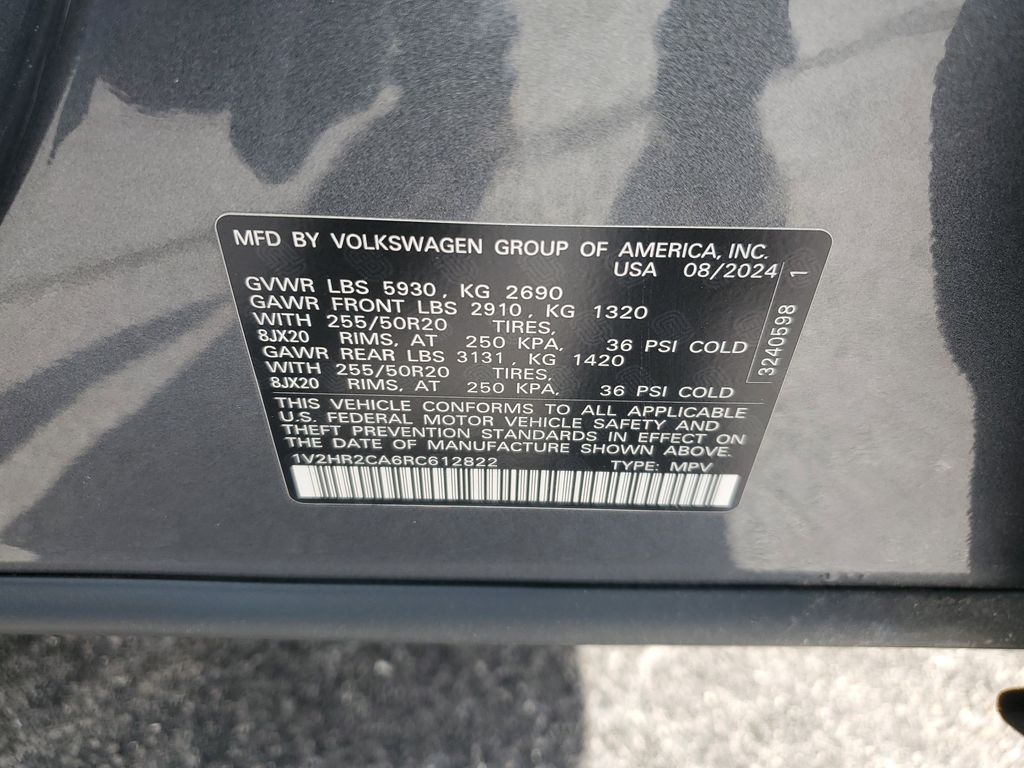 MFD BY VOLKSWAGEN GROUP OF AMERICA, INC.
USA 08/2024
GVWR LBS 5930, KG 2690
GAWR FRONT LBS 2910, KG 1320
WITH 255/50R20 TIRES,
8JX20 RIMS, AT 250 KPA, 36 PSI COLD
GAWR REAR LBS 3131, KG 1420
WITH 255/50R20 TIRES,
8JX20 RIMS, AT 250 KPA, 36 PSI COLD
THIS VEHICLE CONFORMS TO ALL APPLICABLE
U.S. FEDERAL MOTOR VEHICLE SAFETY AND
THEFT PREVENTION STANDARDS IN EFFECT ON
THE DATE OF MANUFACTURE SHOWN ABOVE.
1V2HR2CA6RC612822 TYPE: MPV
3240598 1